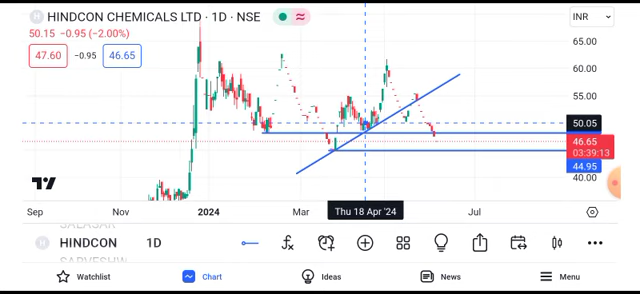 H HINDCON CHEMICALS LTD · 1D · NSE
INR
50.15 −0.95 (−2.00%)
47.60 −0.95 46.65
65.00
60.00
55.00
50.05
46.65
03:39:13
44.95
40.00
Sep Nov 2024 Mar Thu 18 Apr '24 Jul
H HINDCON 1D
Watchlist Chart Ideas News Menu